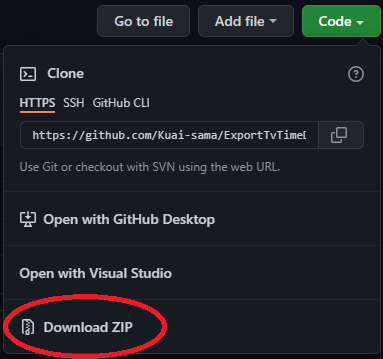 Go to file Add file Code
Clone
HTTPS SSH GitHub CLI
https://github.com/Kuai-sama/ExportTvTime
Use Git or checkout with SVN using the web URL.
Open with GitHub Desktop
Open with Visual Studio
Download ZIP